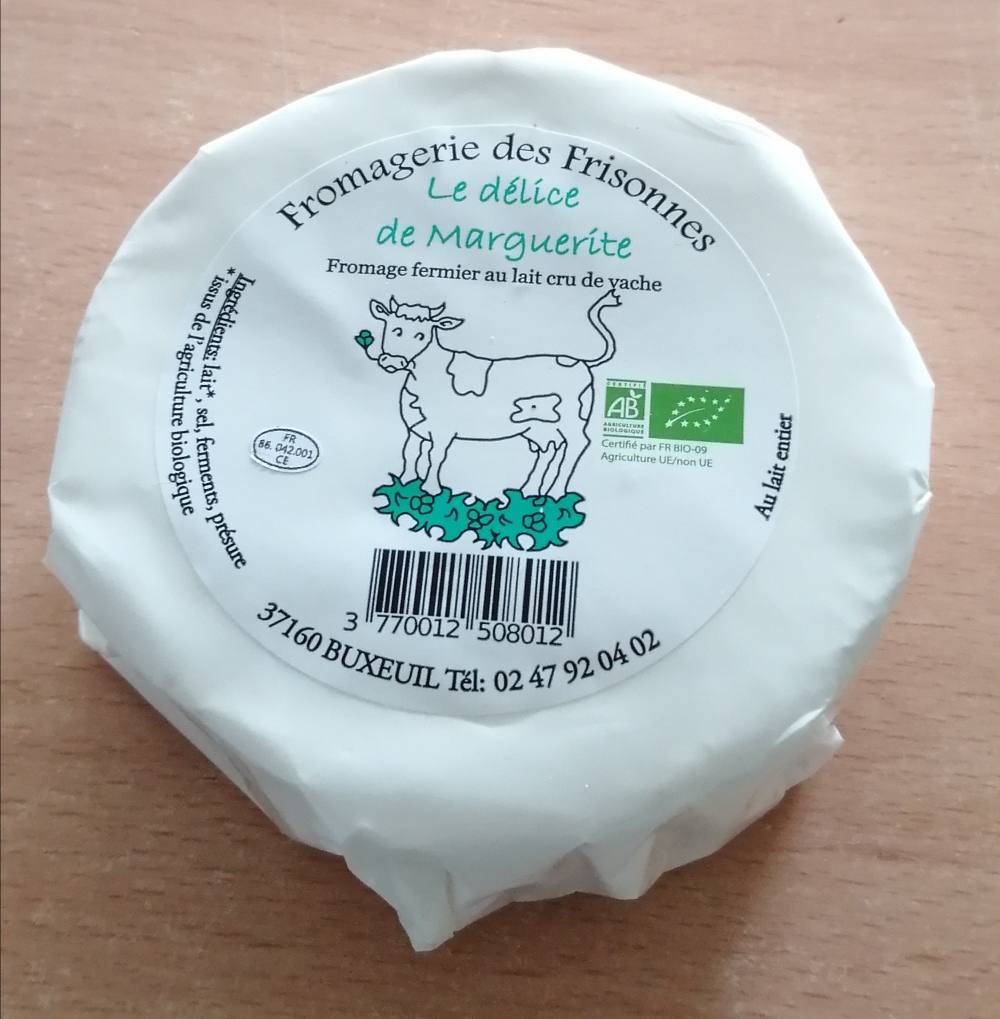 Fromagerie des Frisonnes
Le délice
de Marguerite
Fromage fermier au lait cru de vache
Ingrédients: lait*, sel, ferments, présure
* issus de l'agriculture biologique
FR
86. 042.001
CE
CERTIFIÉ
AB
AGRICULTURE
BIOLOGIQUE
Certifié par FR BIO-09
Agriculture UE/non UE
Au lait entier
3 770012 508012
37160 BUXEUIL Tél: 02 47 92 04 02